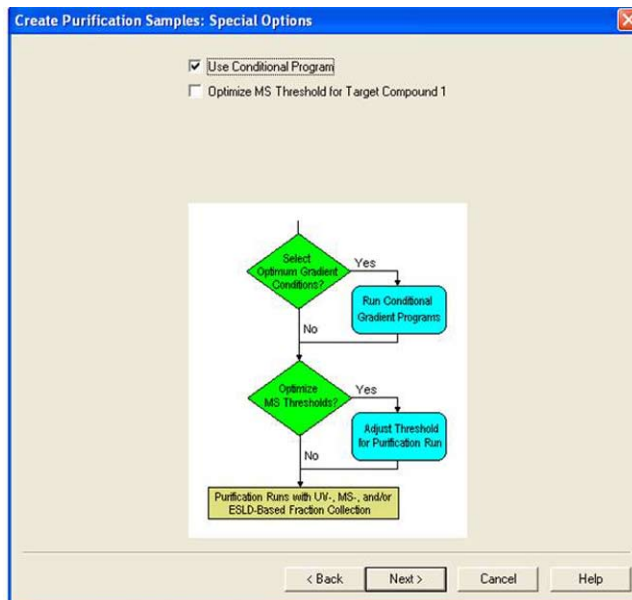 Create Purification Samples: Special Options
Use Conditional Program
Optimize MS Threshold for Target Compound 1
Select
Optimum Gradient
Conditions?
Yes
Run Conditional
Gradient Programs
No
Optimize
MS Thresholds?
Yes
Adjust Threshold
for Purification Run
No
Purification Runs with UV-, MS-, and/or
ESLD-Based Fraction Collection
< Back
Next >
Cancel
Help